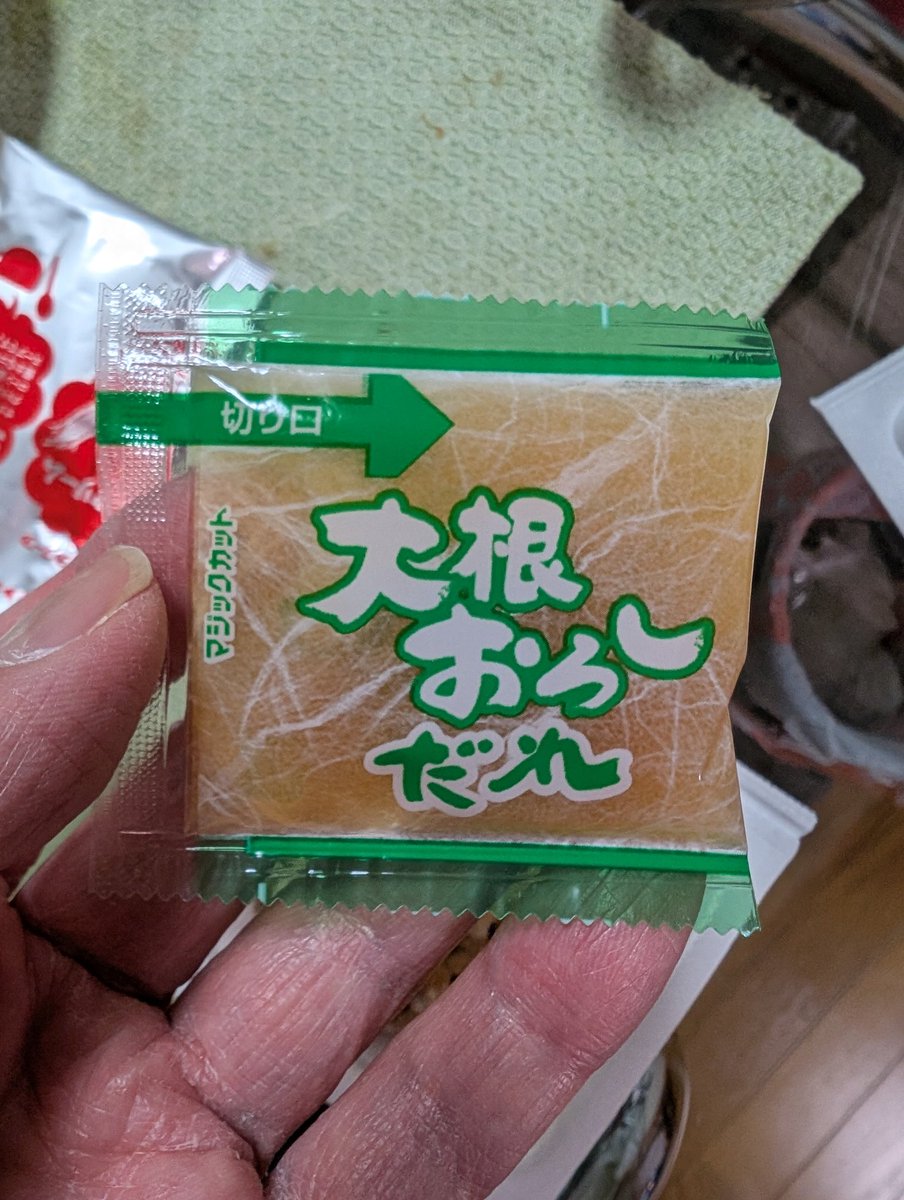 切り口
マジックカット
大根
おろし
だれ